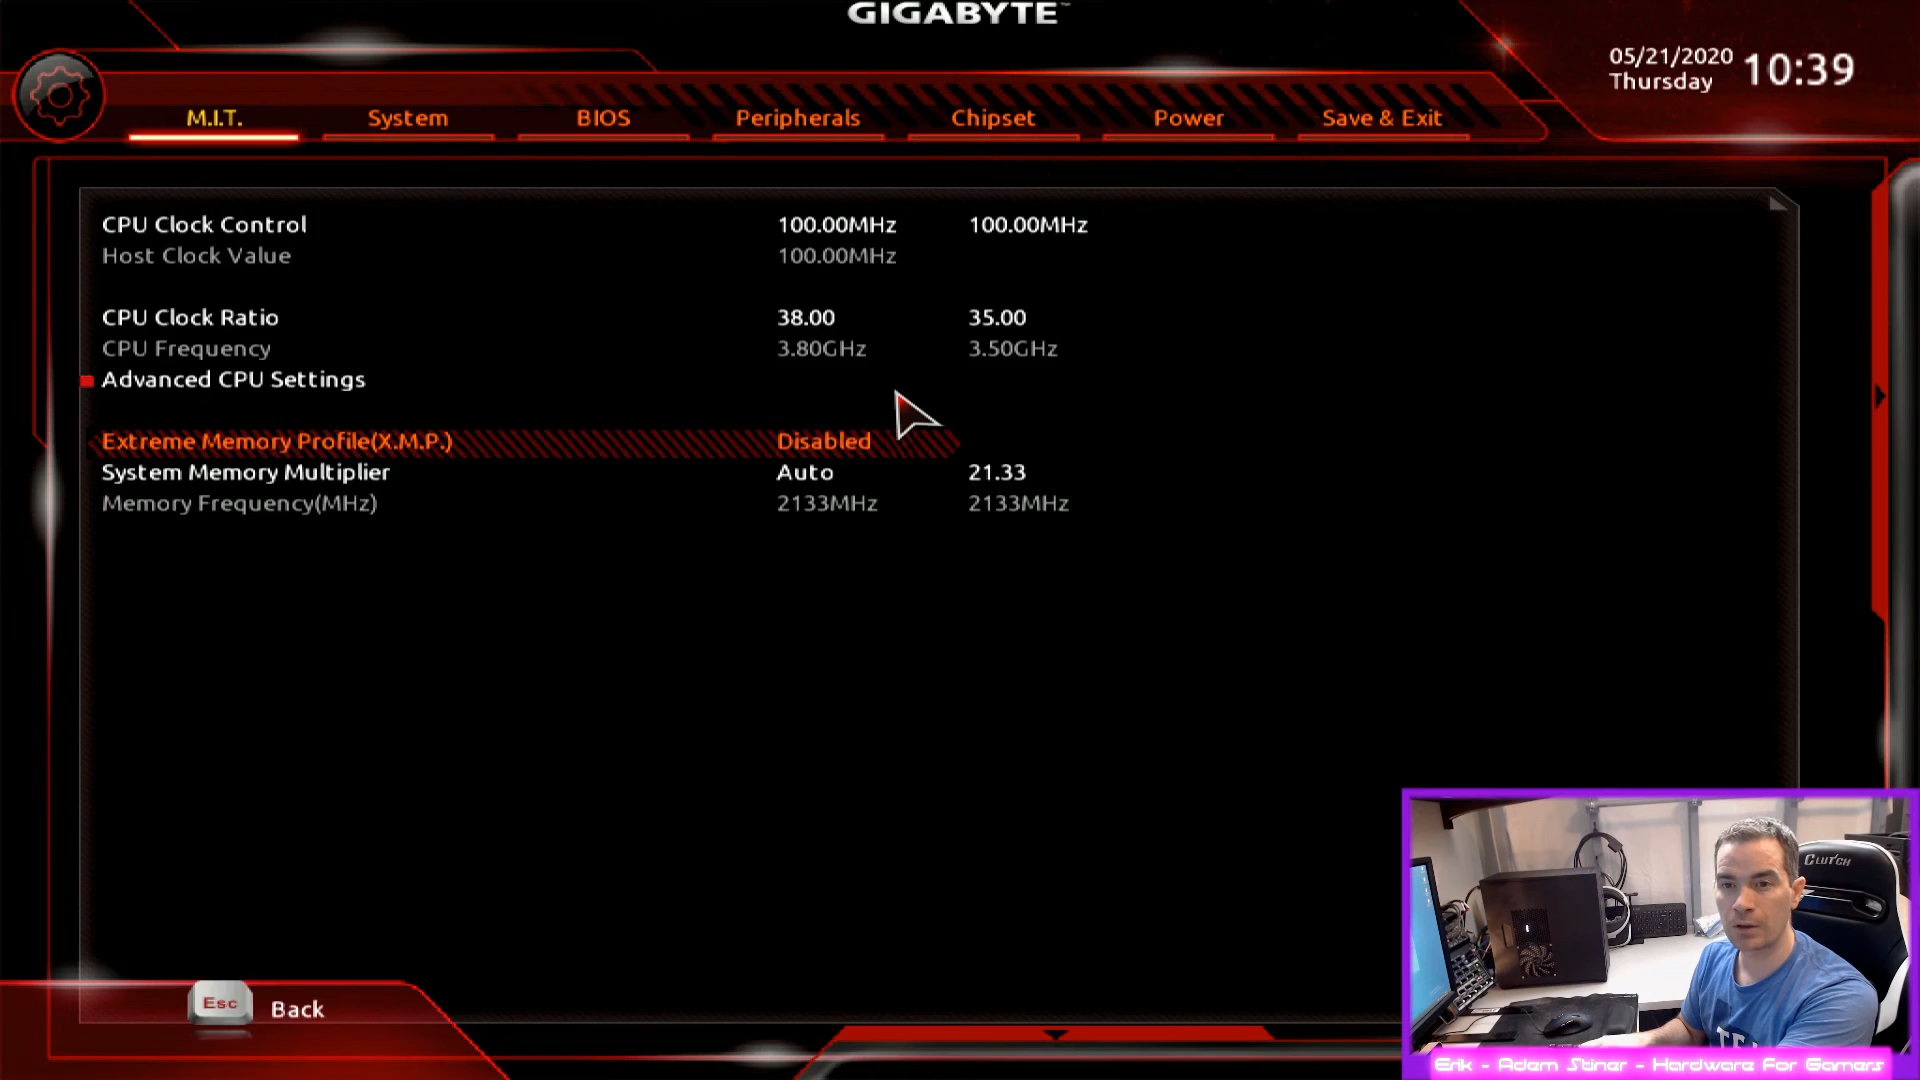 GIGABYTE™
05/21/2020
Thursday
10:39
M.I.T.
System
BIOS
Peripherals
Chipset
Power
Save & Exit
CPU Clock Control 100.00MHz 100.00MHz
Host Clock Value 100.00MHz
CPU Clock Ratio 38.00 35.00
CPU Frequency 3.80GHz 3.50GHz
Advanced CPU Settings
Extreme Memory Profile(X.M.P.) Disabled
System Memory Multiplier Auto 21.33
Memory Frequency(MHz) 2133MHz 2133MHz
CLUTCH
Esc Back
Erik - Adem Stiner - Hardware For Gamers